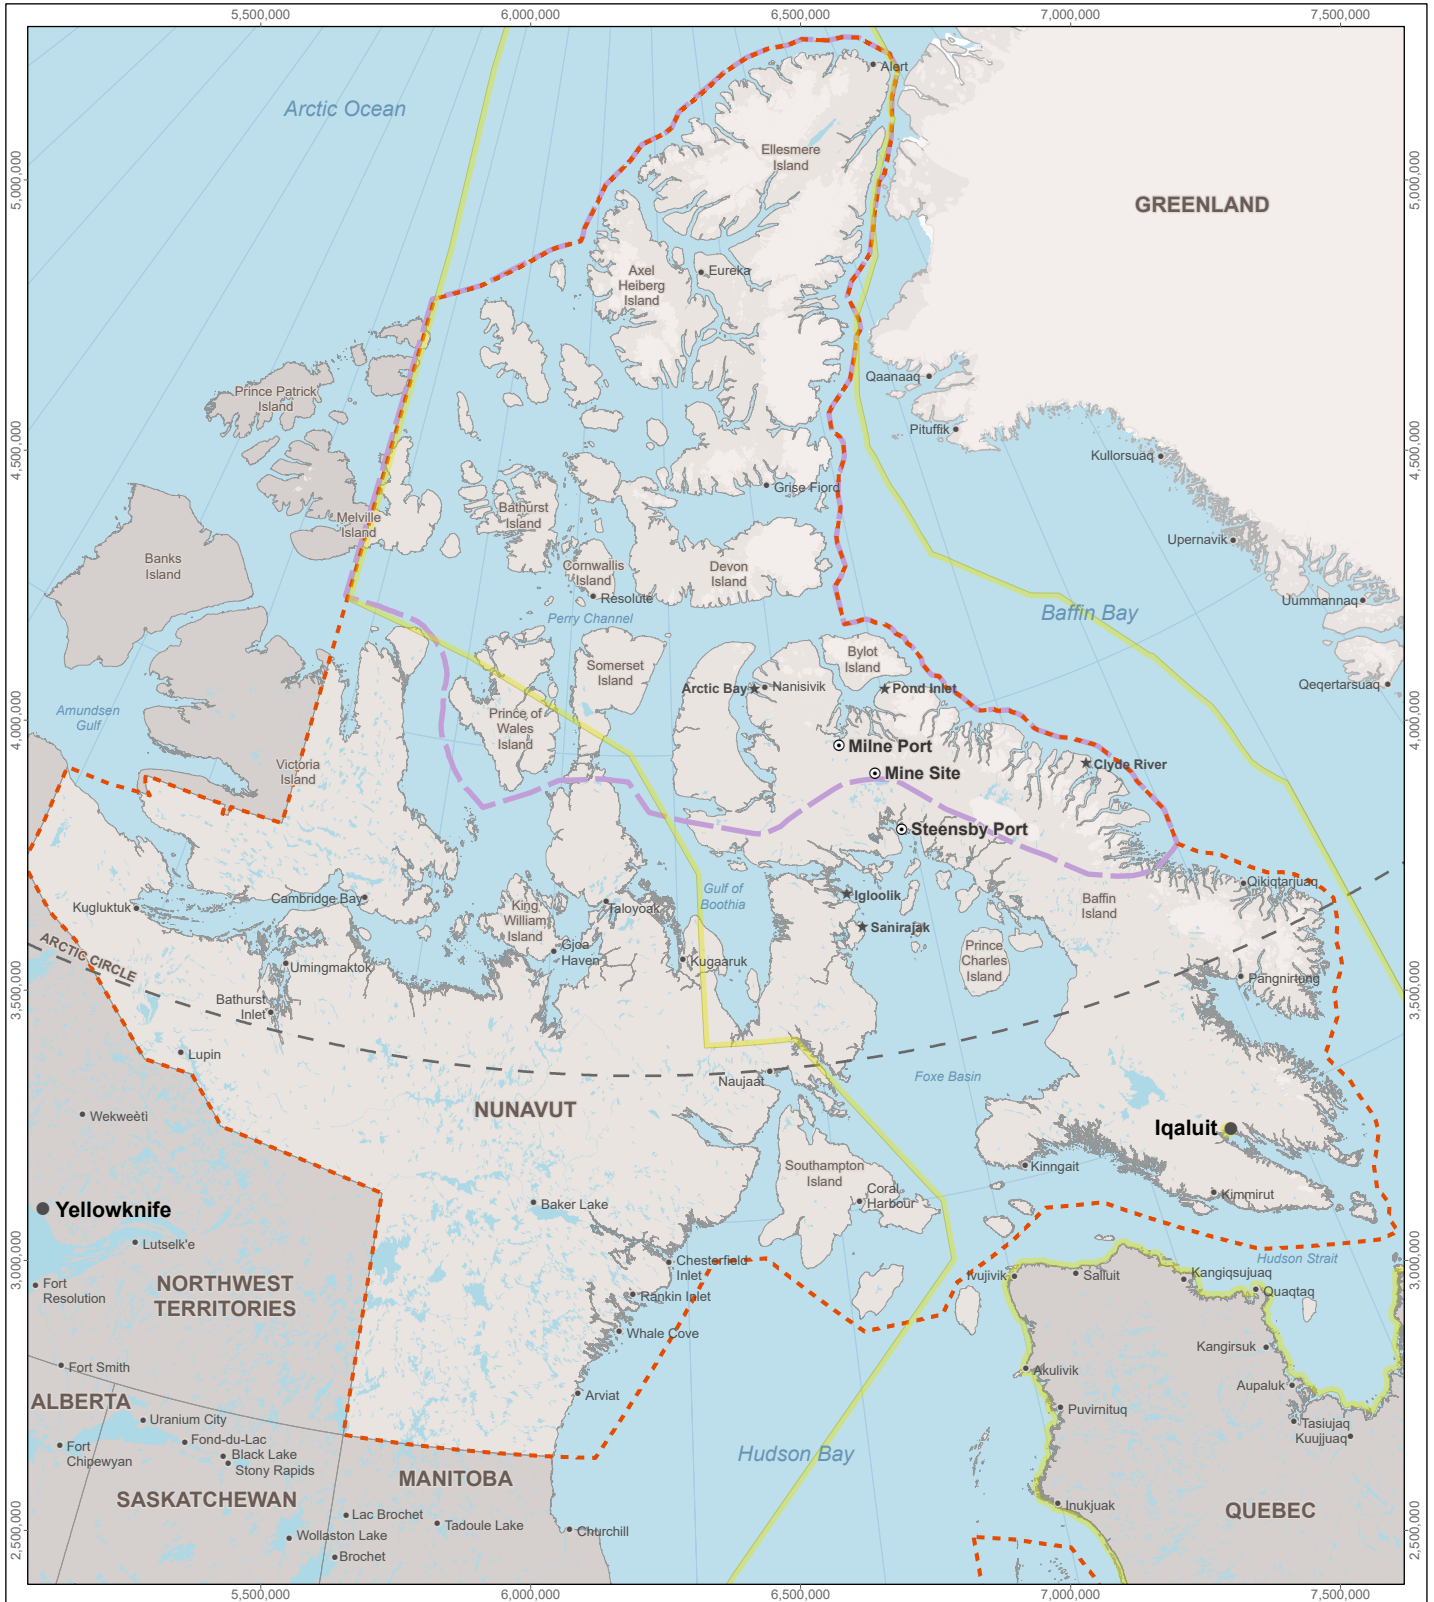 5,500,000
6,000,000
6,500,000
7,000,000
7,500,000
Alert
Arctic Ocean
Ellesmere
Island
5,000,000
5,000,000
GREENLAND
Axel
Heiberg
Island
Eureka
Qaanaaq
Prince Patrick
Island
Pituffik
4,500,000
4,500,000
Kullorsuaq
Grise Fiord
Bathurst
Island
Melville
Island
Upernavik
Banks
Island
Cornwallis
Island
Devon
Island
Resolute
Uummannaq
Perry Channel
Baffin Bay
Bylot
Island
Somerset
Island
Arctic Bay
Nanisivik
Pond Inlet
Qeqertarsuaq
Amundsen
Gulf
Prince of
Wales
Island
4,000,000
4,000,000
Milne Port
Victoria
Island
Mine Site
Clyde River
Steensby Port
Qikiqtarjuaq
Gulf of
Boothia
Igloolik
Cambridge Bay
Kugluktuk
King
William
Island
Taloyoak
Baffin
Island
Sanirajak
ARCTIC CIRCLE
Gjoa
Haven
Kugaaruk
Prince
Charles
Island
Umingmaktok
Pangnirtung
3,500,000
3,500,000
Bathurst
Inlet
Lupin
Naujaat
Foxe Basin
Wekweèti
NUNAVUT
Iqaluit
Southampton
Island
Kinngait
Coral
Harbour
Kimmirut
Baker Lake
Yellowknife
Lutselk'e
3,000,000
3,000,000
Chesterfield
Inlet
Hudson Strait
Fort
Resolution
NORTHWEST
TERRITORIES
Ivujivik
Salluit
Kangiqsujuaq
Quaqtaq
Rankin Inlet
Whale Cove
Kangirsuk
Fort Smith
Akulivik
Aupaluk
ALBERTA
Arviat
Puvirnituq
Uranium City
Tasiujaq
Kuujjuaq
Fond-du-Lac
Fort
Chipewyan
Black Lake
Stony Rapids
Hudson Bay
MANITOBA
SASKATCHEWAN
Inukjuak
QUEBEC
Lac Brochet
Tadoule Lake
Churchill
Wollaston Lake
Brochet
2,500,000
2,500,000
5,500,000
6,000,000
6,500,000
7,000,000
7,500,000